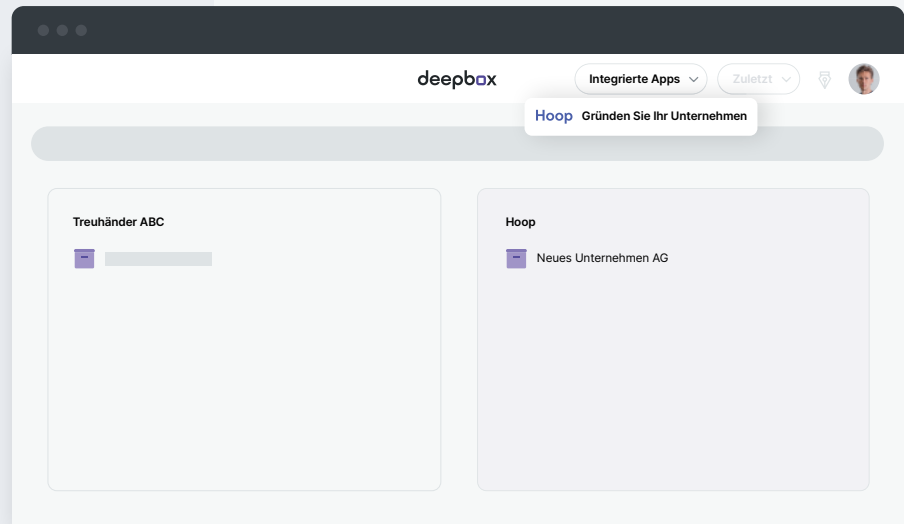 deepbox
Integrierte Apps
Zuletzt
Hoop Gründen Sie Ihr Unternehmen
Treuhänder ABC
Hoop
Neues Unternehmen AG